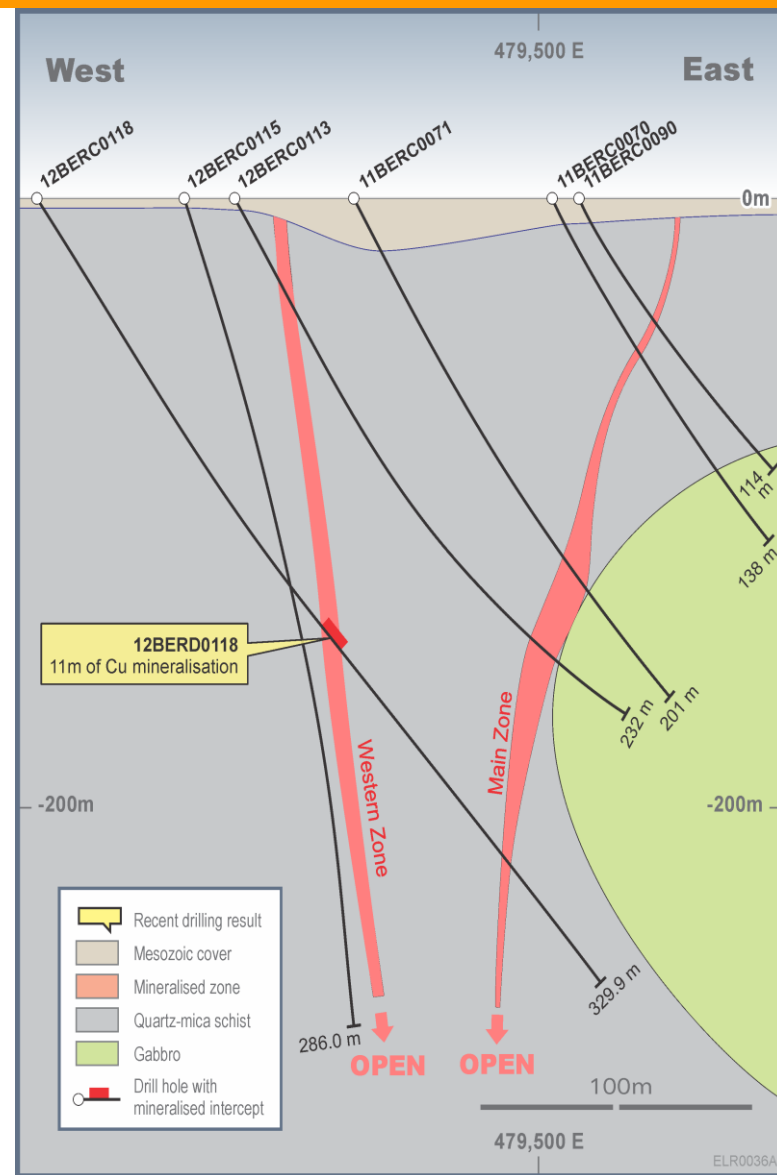 479,500 E
West
East
12BERC0118
12BERC0115
12BERC0113
11BERC0071
11BERC0070
11BERC0090
0m
114
m
138 m
12BERD0118
11m of Cu mineralisation
201 m
232 m
Main Zone
Western Zone
-200m
-200m
Recent drilling result
Mesozoic cover
Mineralised zone
Quartz-mica schist
Gabbro
Drill hole with
mineralised intercept
329.9 m
286.0 m
OPEN
OPEN
100m
479,500 E
ELR0036A